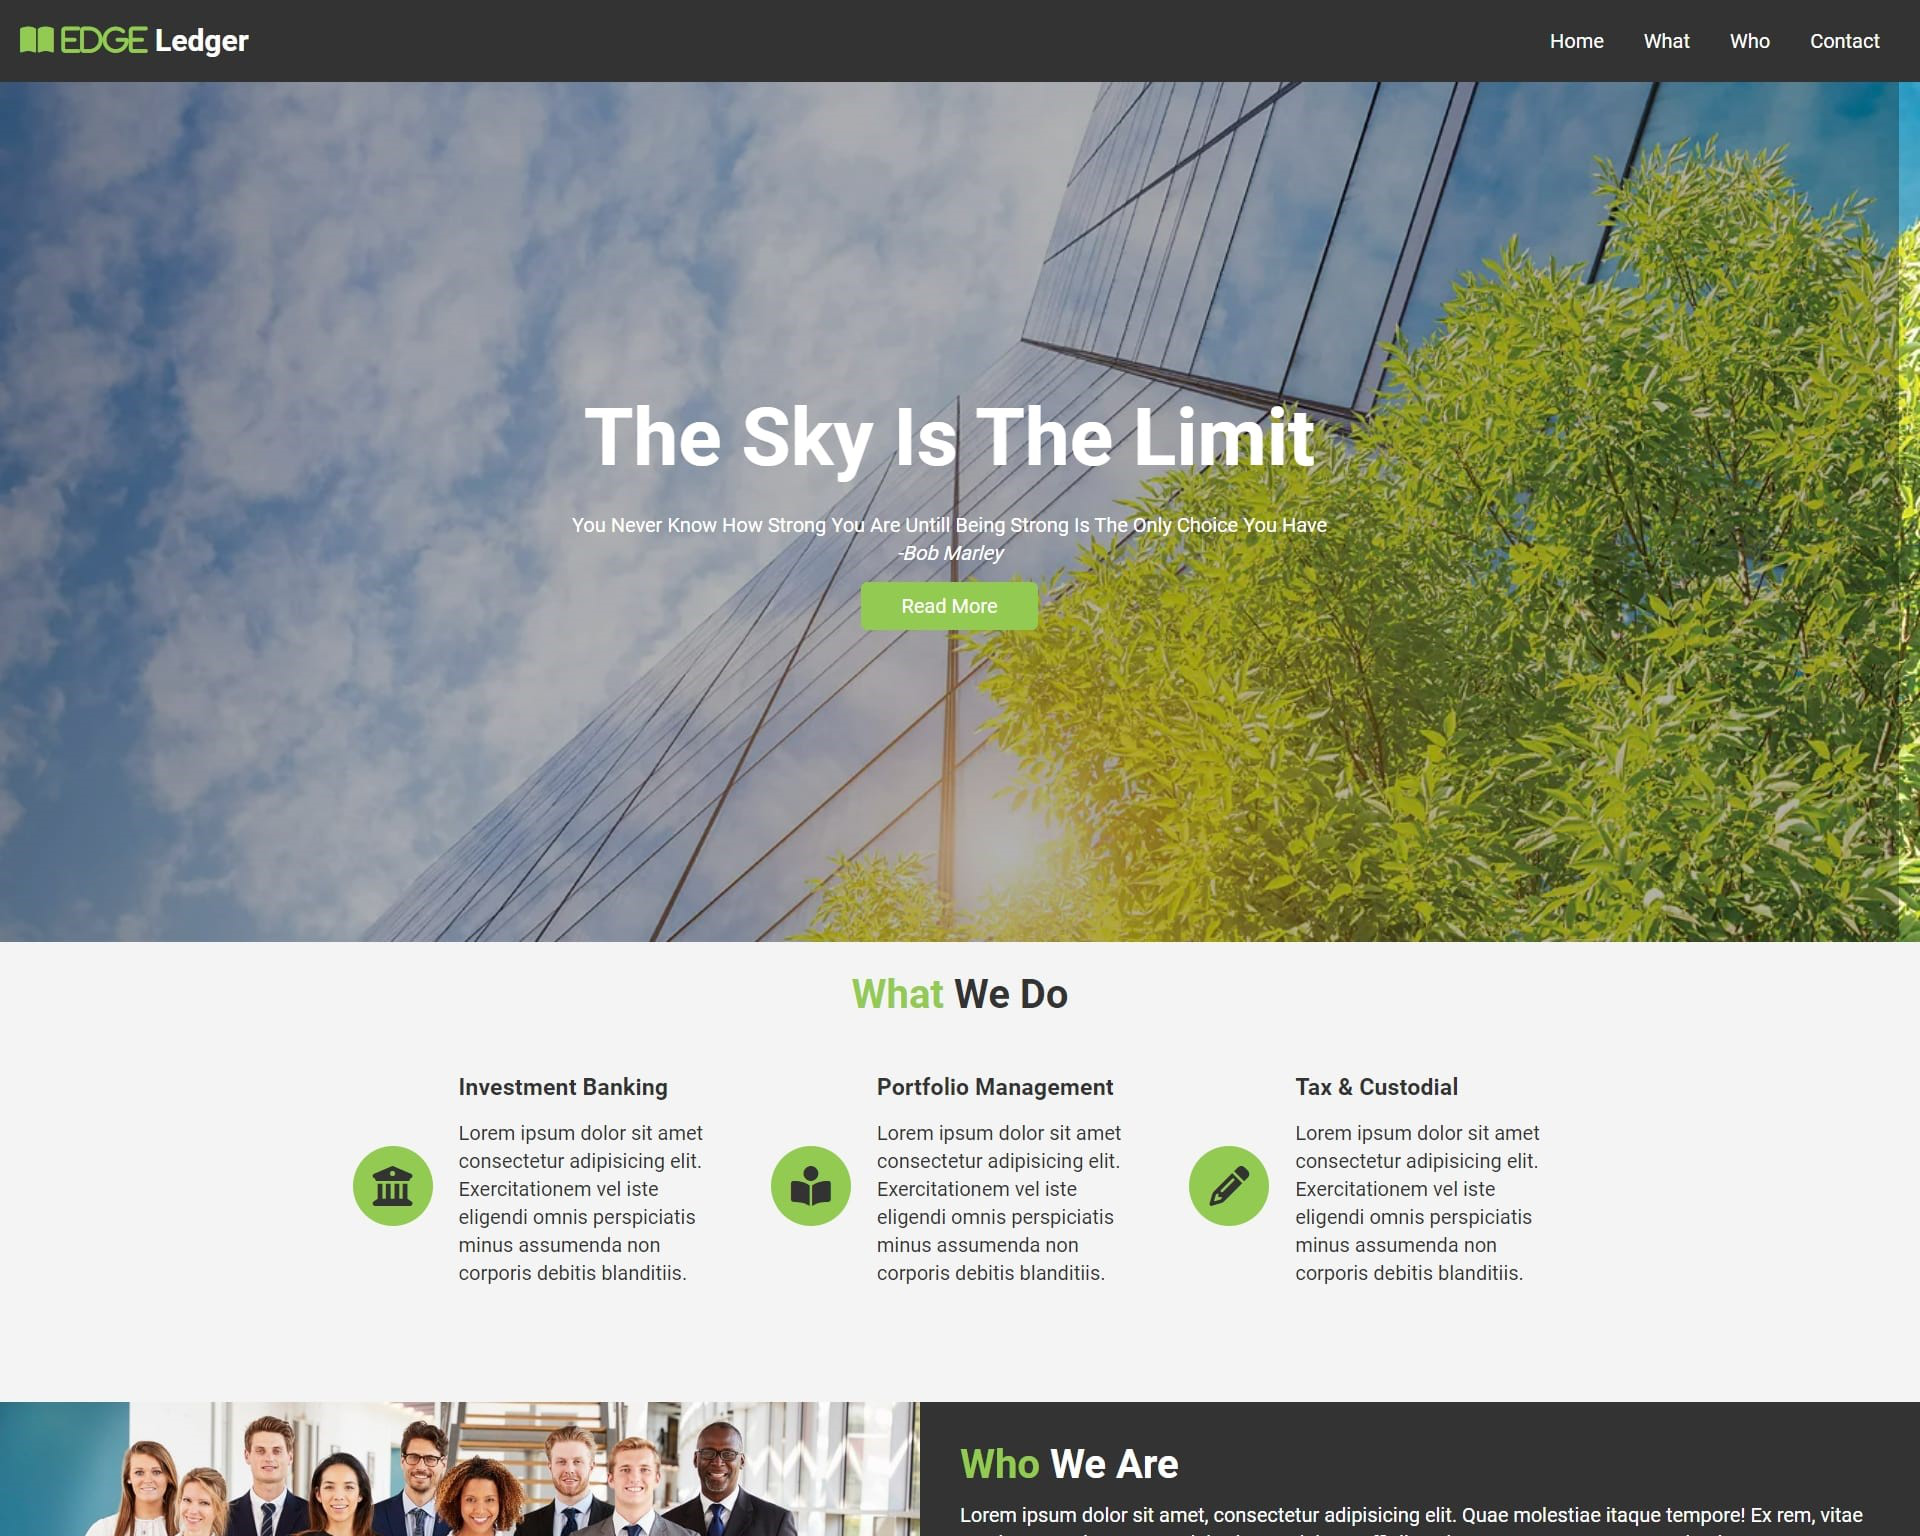 EDGE Ledger
Home What Who Contact
The Sky Is The Limit
You Never Know How Strong You Are Untill Being Strong Is The Only Choice You Have
-Bob Marley
Read More
What We Do
Investment Banking
Lorem ipsum dolor sit amet
consectetur adipisicing elit.
Exercitationem vel iste
eligendi omnis perspiciatis
minus assumenda non
corporis debitis blanditiis.
Portfolio Management
Lorem ipsum dolor sit amet
consectetur adipisicing elit.
Exercitationem vel iste
eligendi omnis perspiciatis
minus assumenda non
corporis debitis blanditiis.
Tax & Custodial
Lorem ipsum dolor sit amet
consectetur adipisicing elit.
Exercitationem vel iste
eligendi omnis perspiciatis
minus assumenda non
corporis debitis blanditiis.
Who We Are
Lorem ipsum dolor sit amet, consectetur adipisicing elit. Quae molestiae itaque tempore! Ex rem, vitae